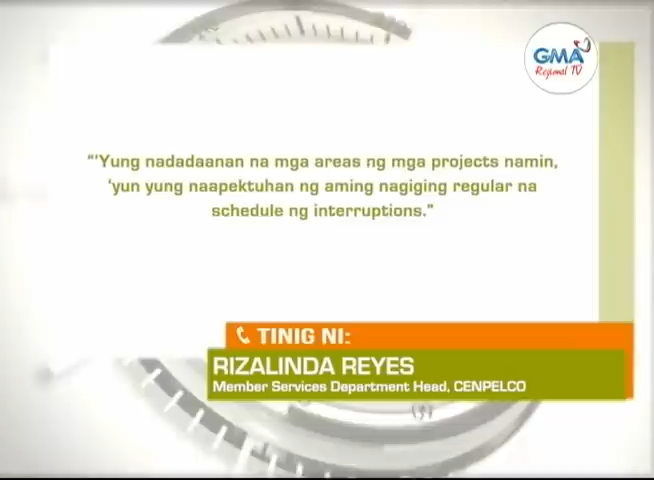 GMA
Regional TV
"'Yung nadadaanan na mga areas ng mga projects namin,
'yun yung naapektuhan ng aming nagiging regular na
schedule ng interruptions."
TINIG NI:
RIZALINDA REYES
Member Services Department Head, CENPELCO